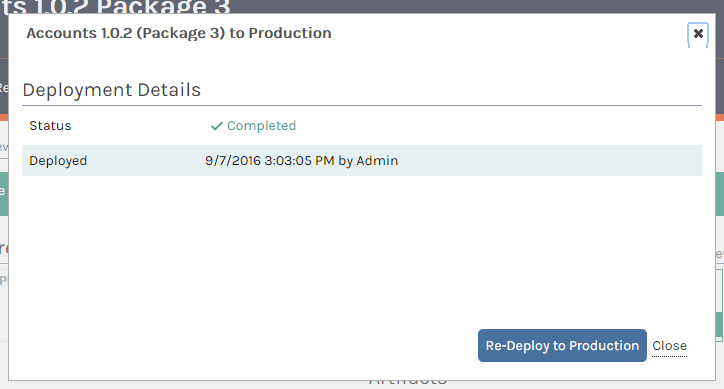 ts 1.0.2 Package 3
Accounts 1.0.2 (Package 3) to Production
Deployment Details
Status Completed
Deployed 9/7/2016 3:03:05 PM by Admin
Re-Deploy to Production Close
Artifacts